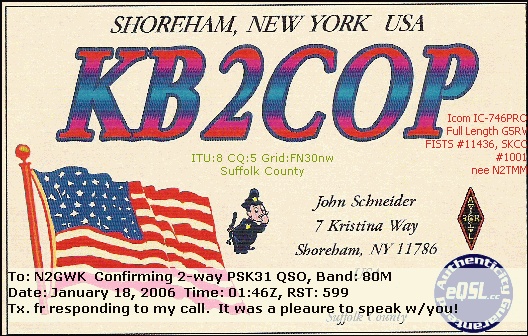 SHOREHAM, NEW YORK USA
KB2COP
Icom IC-746PRO
Full Length G5RV
FISTS #11436, SKCC
#1001
nee N2TMM
ITU:8 CQ:5 Grid:FN30nw
Suffolk County
John Schneider
7 Kristina Way
Shoreham, NY 11786
ARRL
To: N2GWK Confirming 2-way PSK31 QSO, Band: 80M
Date: January 18, 2006 Time: 01:46Z, RST: 599
Tx. fr responding to my call. It was a pleaure to speak w/you!
Suffolk County
eQSL.cc
Authenticity Guaranteed